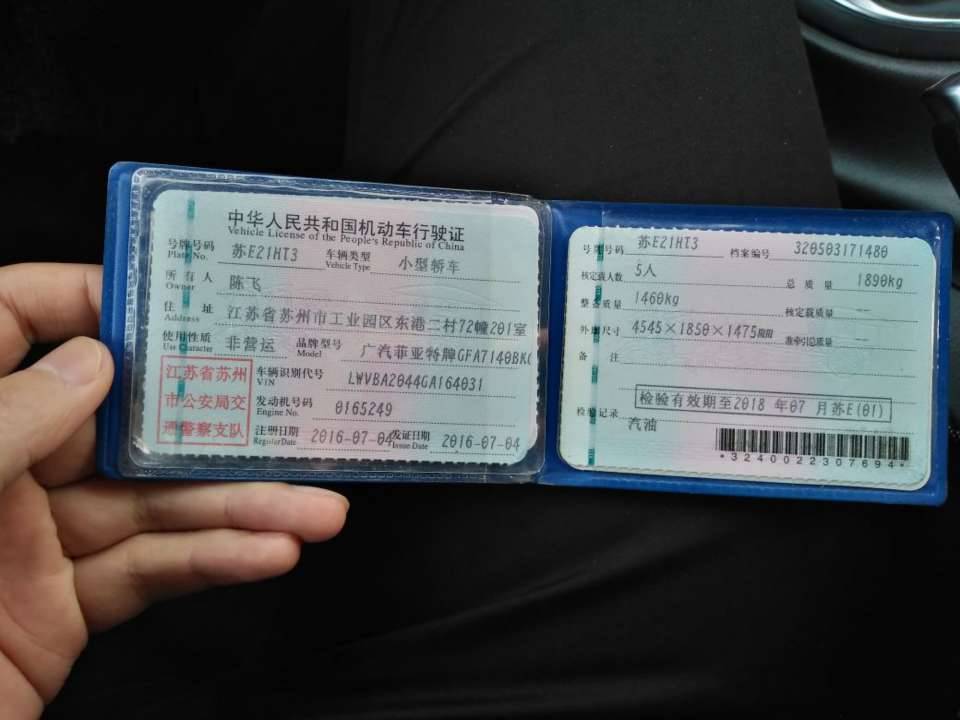 中华人民共和国机动车行驶证
Vehicle License of the People's Republic of China
号牌号码 苏E21HT3 车辆类型 小型轿车
Plate No. Vehicle Type
所有人 陈飞
Owner
住址 江苏省苏州市工业园区东港二村72幢201室
Address
使用性质 非营运 品牌型号 广汽菲亚特牌GFA7140BK
Use Character Model
江苏省苏州
市公安局交
通警察支队
车辆识别代号 LWVBA2044GA164031
VIN
发动机号码 0165249
Engine No.
注册日期 2016-07-04 发证日期 2016-07-04
Register Date Issue Date
号牌号码 苏E21HT3 档案编号 320503171480
核定载人数 5人 总质量 1890kg
整备质量 1460kg 核定载质量 --
外廓尺寸 4545×1850×1475mm 准牵引总质量 --
备注
检验有效期至2018 年07 月苏E(01)
检验记录
汽油
*3240022307694*